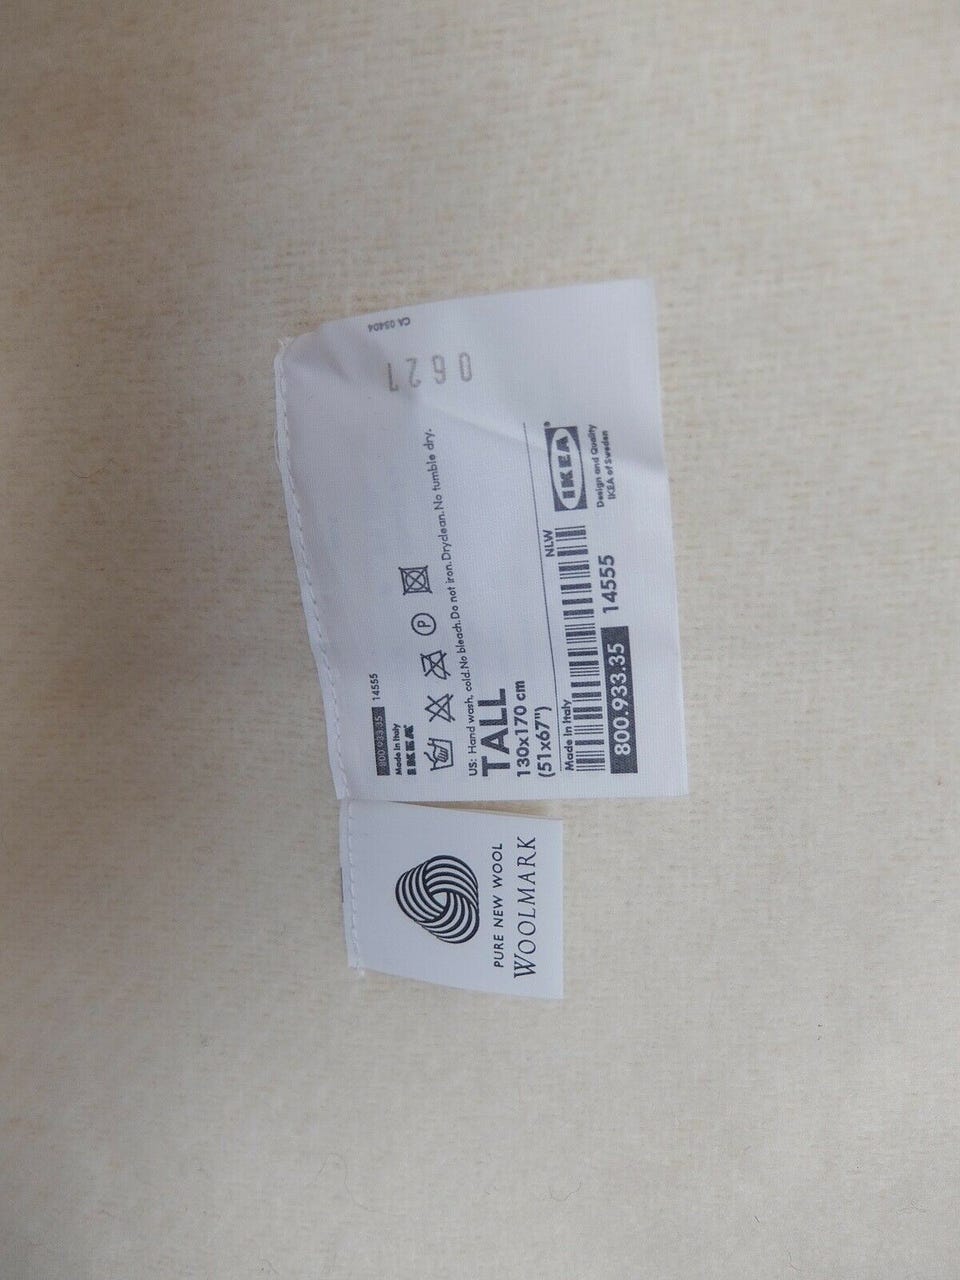 800.933.35 14555
Made in Italy
IKEA
P
US: Hand wash, cold. No bleach. Do not iron. Dryclean. No tumble dry.
TALL
130x170 cm
(51x67")
NLW
Made in Italy
800.933.35 14555
IKEA®
Design and Quality
IKEA of Sweden
CA 05404
0627
PURE NEW WOOL
WOOLMARK